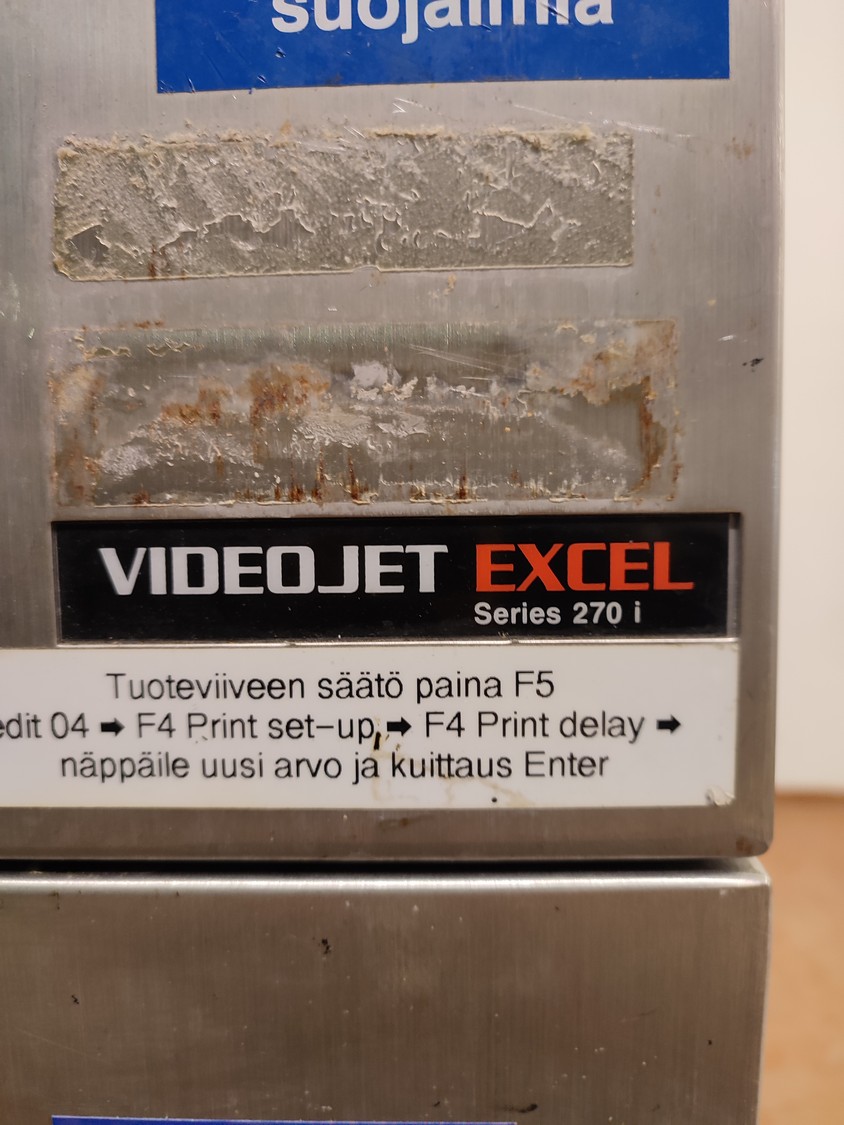 suojaimia
VIDEOJET EXCEL
Series 270 i
Tuoteviiveen säätö paina F5
edit 04 ➡ F4 Print set-up, ➡ F4 Print delay ➡
näppäile uusi arvo ja kuittaus Enter